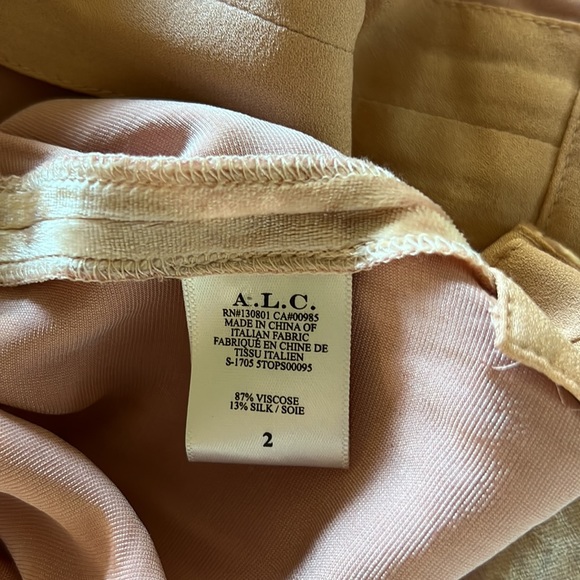 A.L.C.
RN#130801 CA#00985
MADE IN CHINA OF
ITALIAN FABRIC
FABRIQUÉ EN CHINE DE
TISSU ITALIEN
S-1705 5TOPS00095
87% VISCOSE
13% SILK / SOIE
2